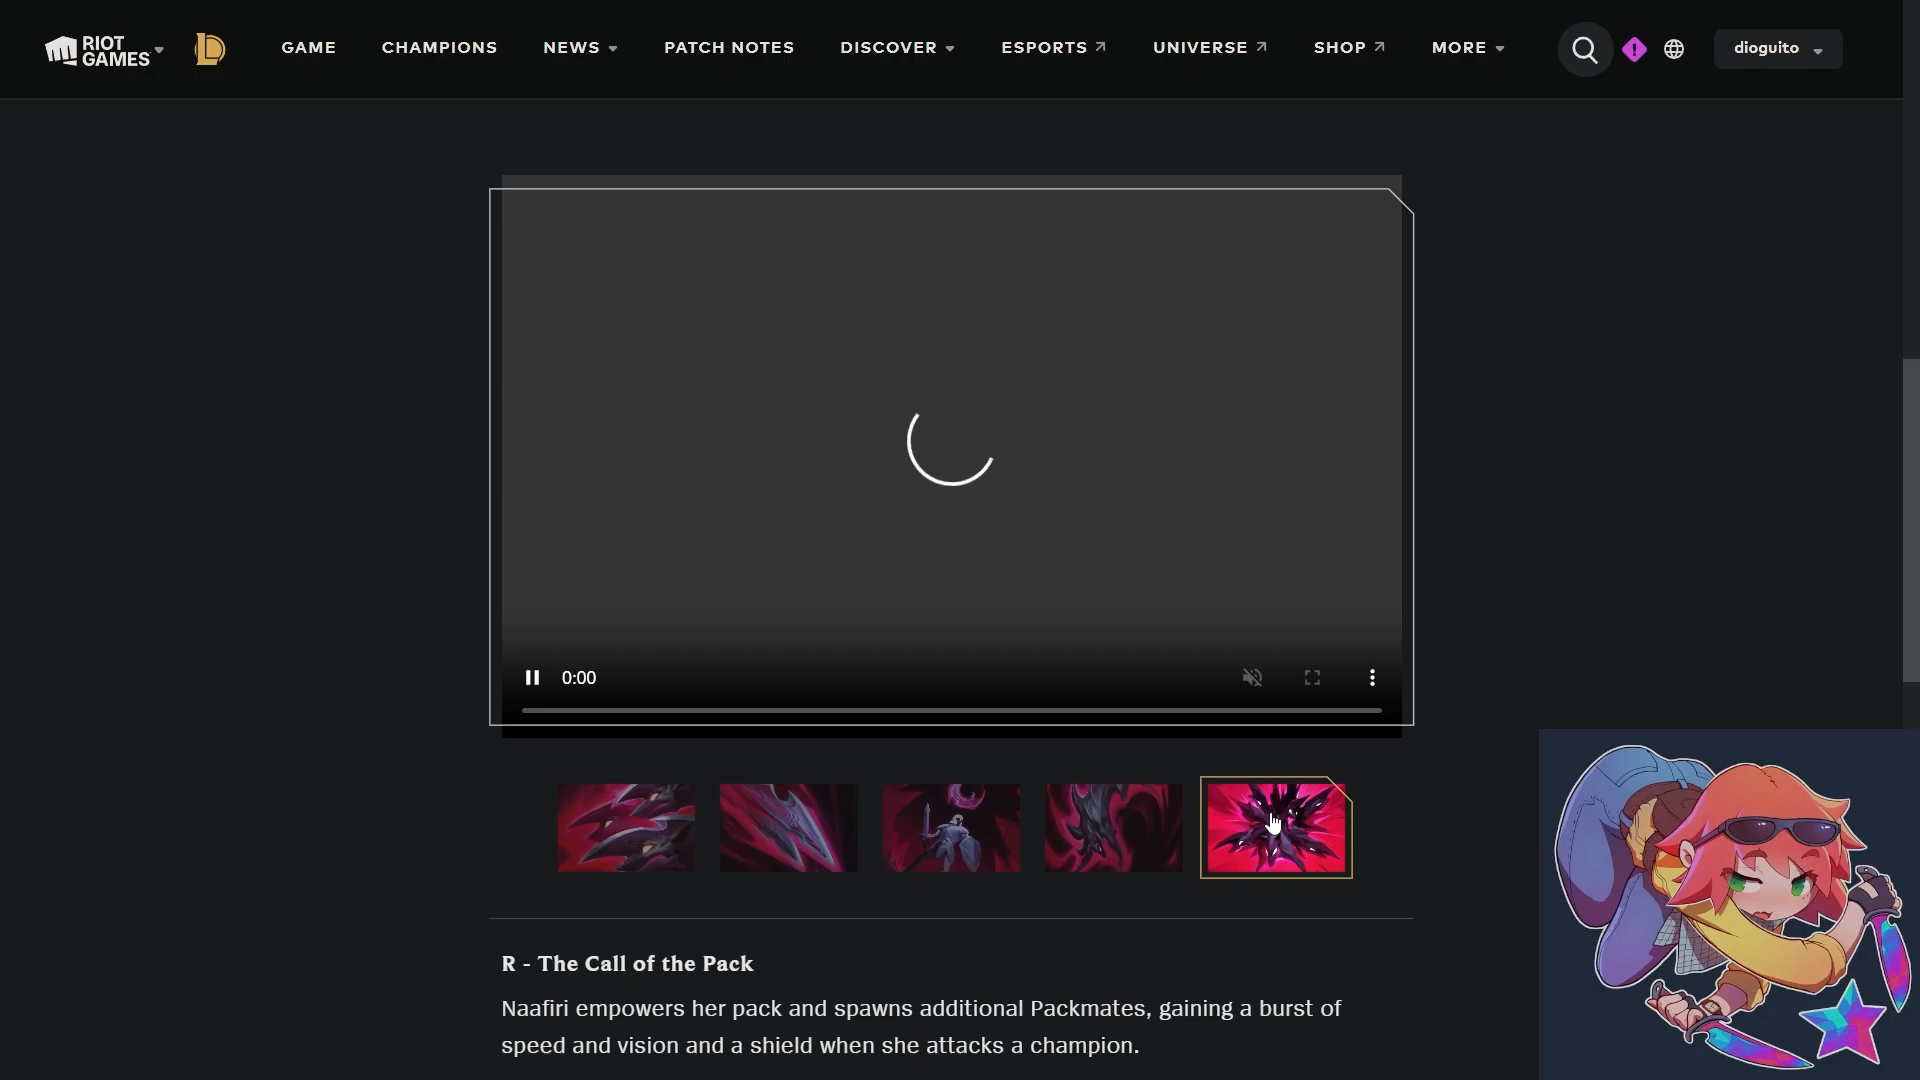 RIOT
GAMES
GAME
CHAMPIONS
NEWS
PATCH NOTES
DISCOVER
ESPORTS
UNIVERSE
SHOP
MORE
dioguito
0:00
R - The Call of the Pack
Naafiri empowers her pack and spawns additional Packmates, gaining a burst of
speed and vision and a shield when she attacks a champion.